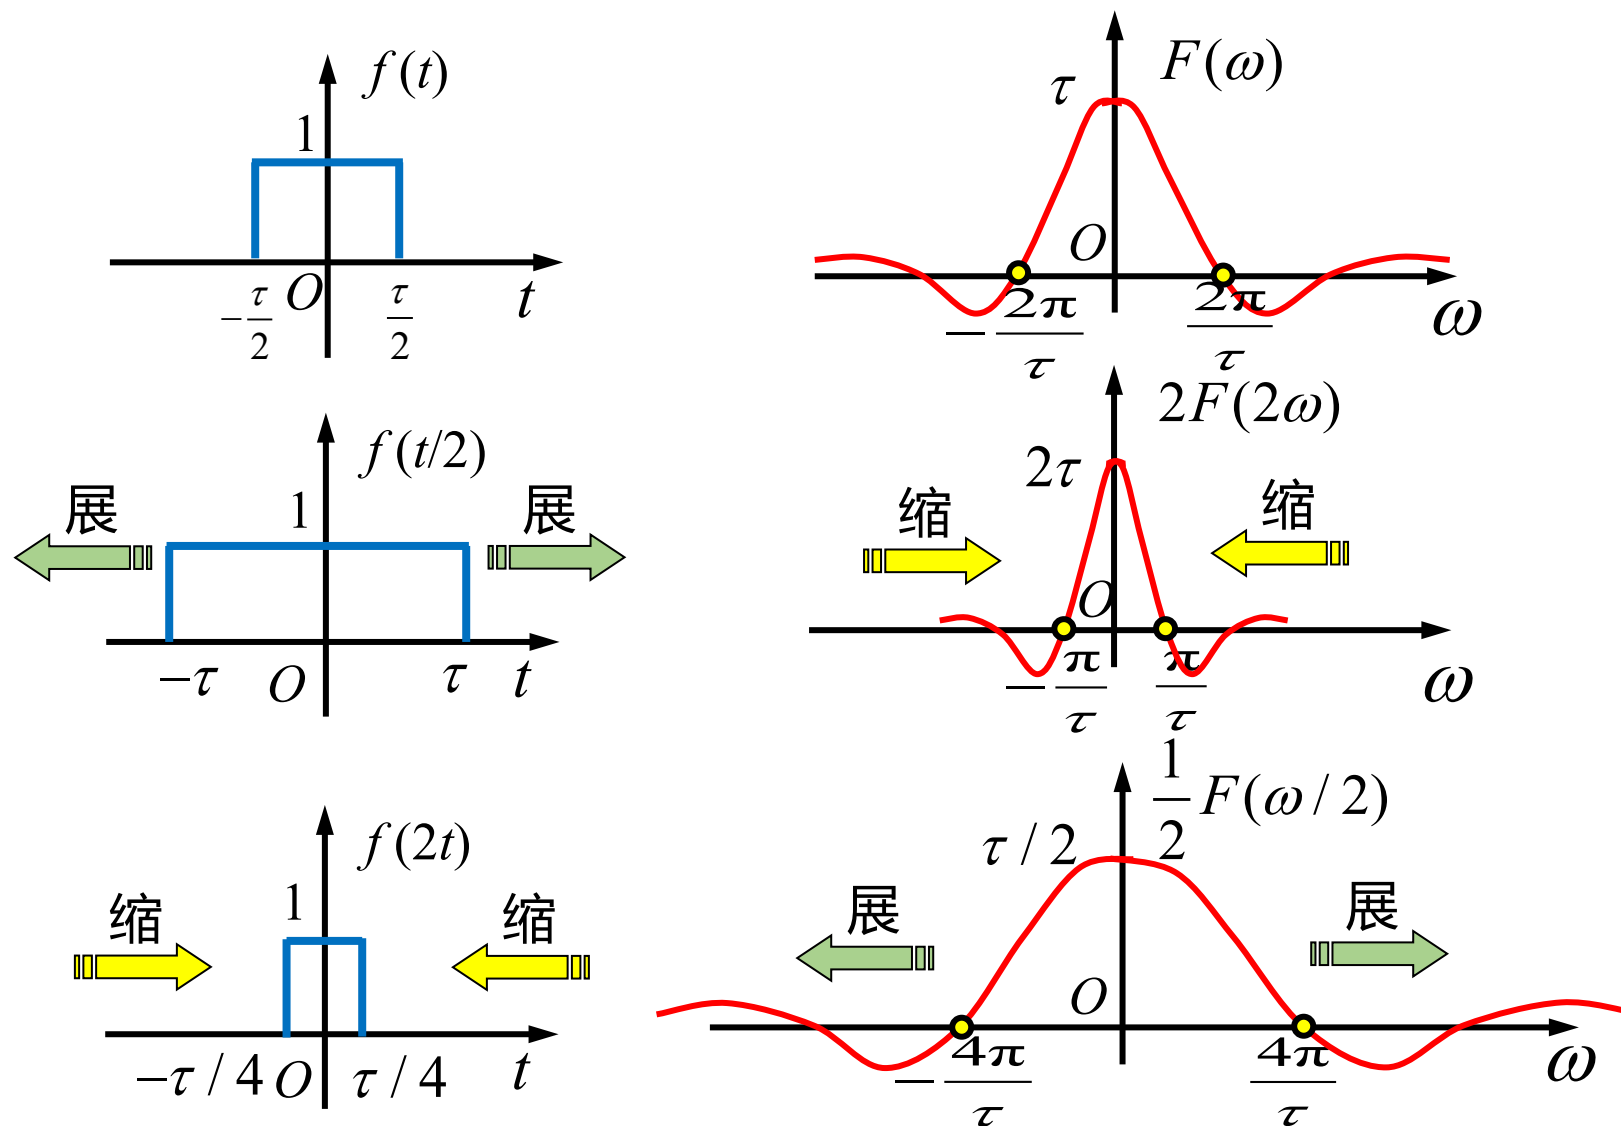 f(t)
1
-τ/2 O τ/2 t
F(ω)
τ
O
-2π/τ 2π/τ ω
f(t/2)
展 1 展
-τ O τ t
2F(2ω)
2τ
缩 缩
O
-π/τ π/τ ω
f(2t)
缩 1 缩
-τ/4 O τ/4 t
1/2 F(ω/2)
τ/2
展 展
O
-4π/τ 4π/τ ω